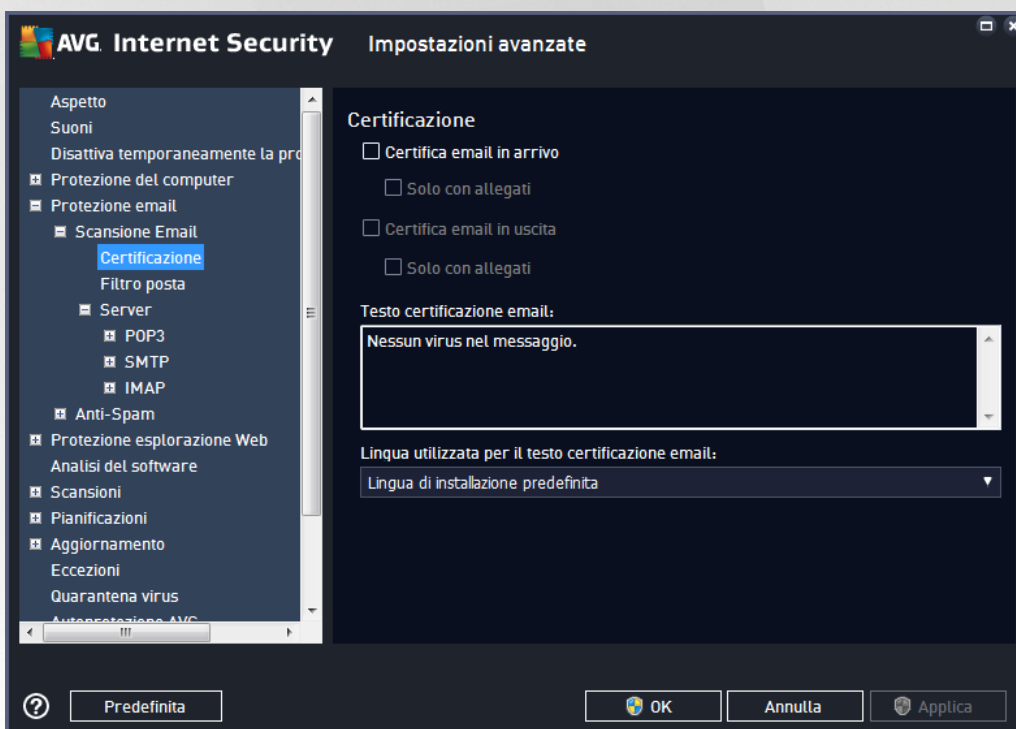 AVG. Internet Security
Impostazioni avanzate
Aspetto
Suoni
Disattiva temporaneamente la pro
Protezione del computer
Protezione email
Scansione Email
Certificazione
Filtro posta
Server
POP3
SMTP
IMAP
Anti-Spam
Protezione esplorazione Web
Analisi del software
Scansioni
Pianificazioni
Aggiornamento
Eccezioni
Quarantena virus
Autoprotezione AVG
Certificazione
Certifica email in arrivo
Solo con allegati
Certifica email in uscita
Solo con allegati
Testo certificazione email:
Nessun virus nel messaggio.
Lingua utilizzata per il testo certificazione email:
Lingua di installazione predefinita
?
Predefinita
OK
Annulla
Applica